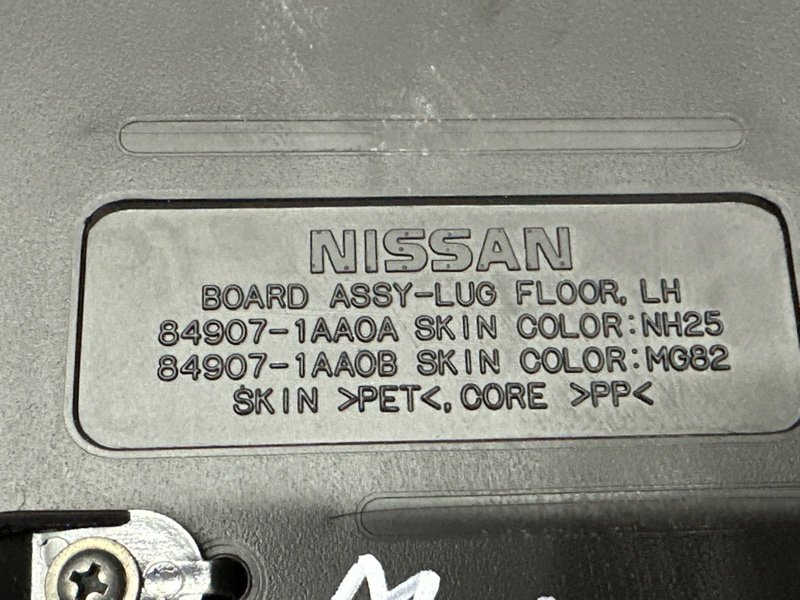 NISSAN
BOARD ASSY-LUG FLOOR, LH
84907-1AA0A SKIN COLOR:NH25
84907-1AA0B SKIN COLOR:MG82
SKIN >PET<, CORE >PP<